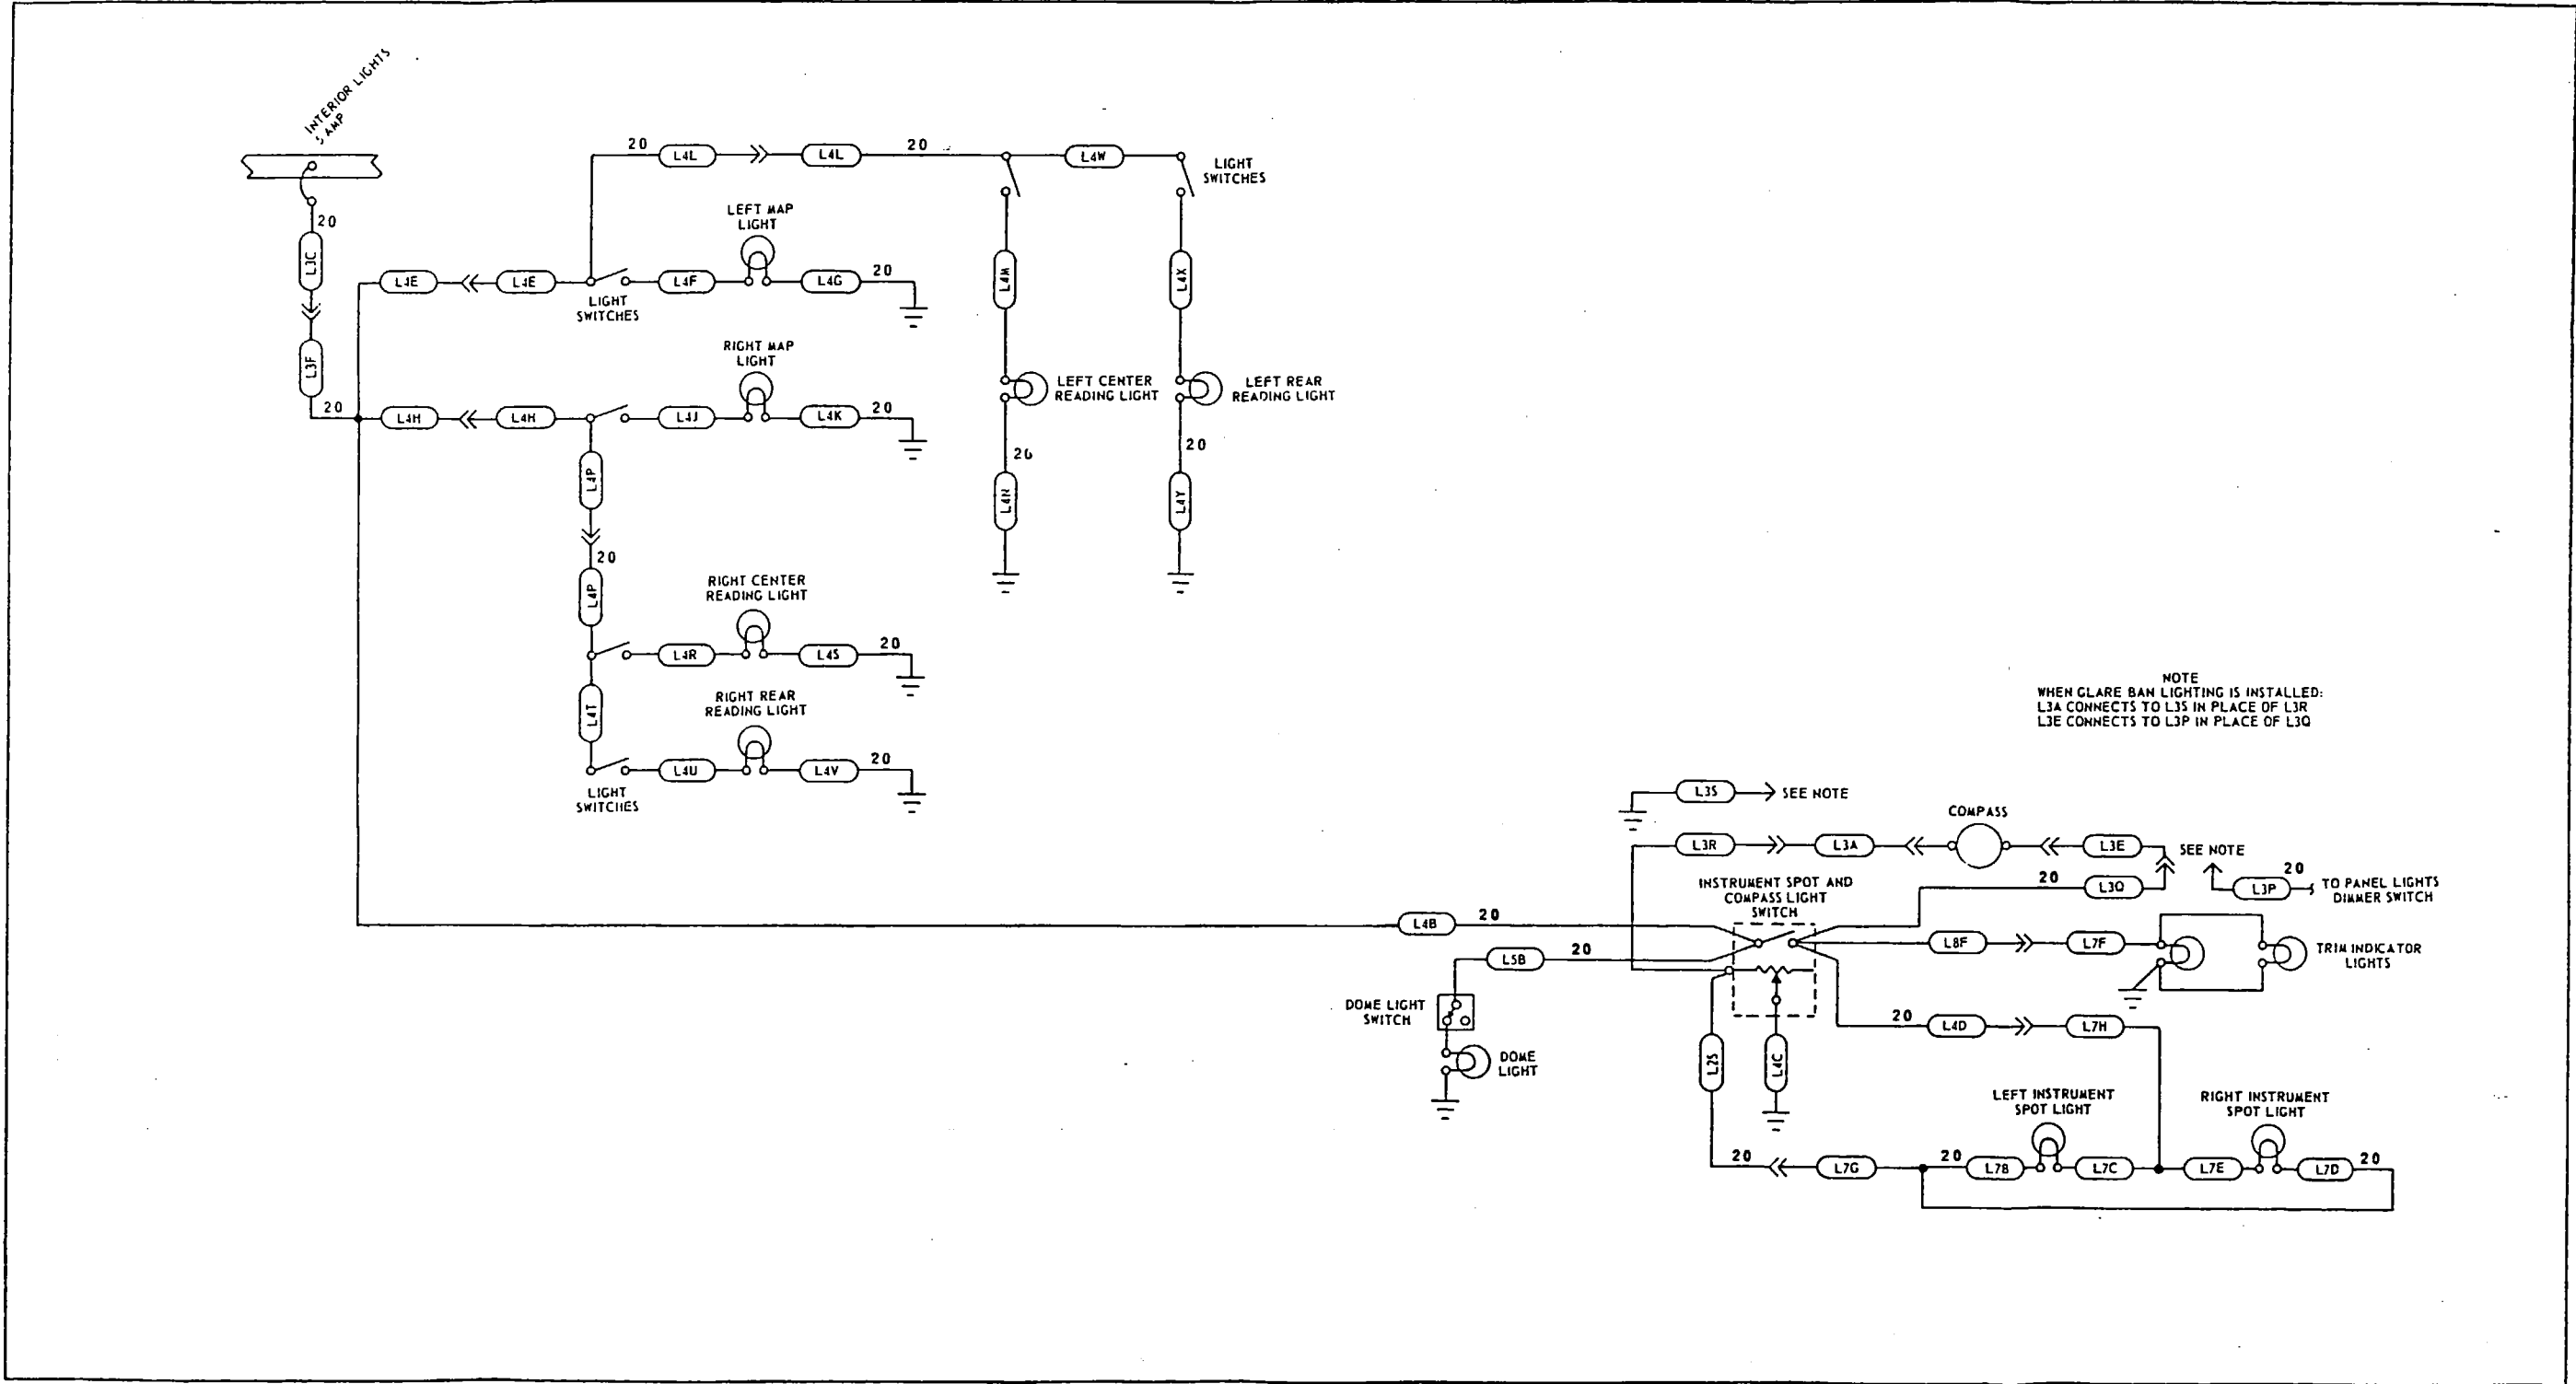 INTERIOR LIGHTS
5 AMP
20
L3C
L3F
20
20
L4L
L4L
20
L4W
LIGHT
SWITCHES
LEFT MAP
LIGHT
L4E
L4E
L4F
L4G
20
LIGHT
SWITCHES
L4M
L4X
RIGHT MAP
LIGHT
L4H
L4H
L4J
L4K
20
LEFT CENTER
READING LIGHT
LEFT REAR
READING LIGHT
20
20
L4N
L4Y
L4P
20
L4P
RIGHT CENTER
READING LIGHT
L4R
L4S
20
L4T
RIGHT REAR
READING LIGHT
L4U
L4V
20
LIGHT
SWITCHES
NOTE
WHEN GLARE BAN LIGHTING IS INSTALLED:
L3A CONNECTS TO L3S IN PLACE OF L3R
L3E CONNECTS TO L3P IN PLACE OF L3Q
L3S
SEE NOTE
COMPASS
L3R
L3A
L3E
SEE NOTE
20
L3Q
20
L3P
TO PANEL LIGHTS
DIMMER SWITCH
INSTRUMENT SPOT AND
COMPASS LIGHT
SWITCH
L4B
20
L5B
20
L8F
L7F
TRIM INDICATOR
LIGHTS
DOME LIGHT
SWITCH
DOME
LIGHT
20
L4D
L7H
L2S
L4C
LEFT INSTRUMENT
SPOT LIGHT
RIGHT INSTRUMENT
SPOT LIGHT
20
L7G
20
L7B
L7C
L7E
L7D
20